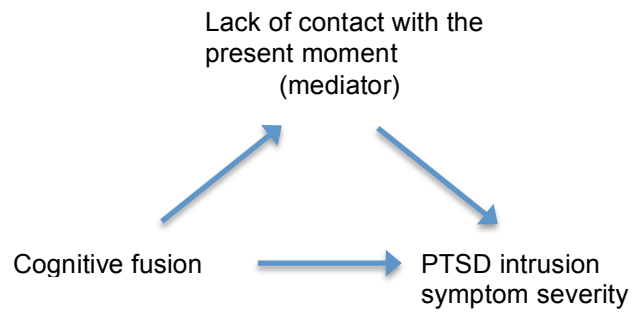 Lack of contact with the
present moment
(mediator)
Cognitive fusion
PTSD intrusion
symptom severity